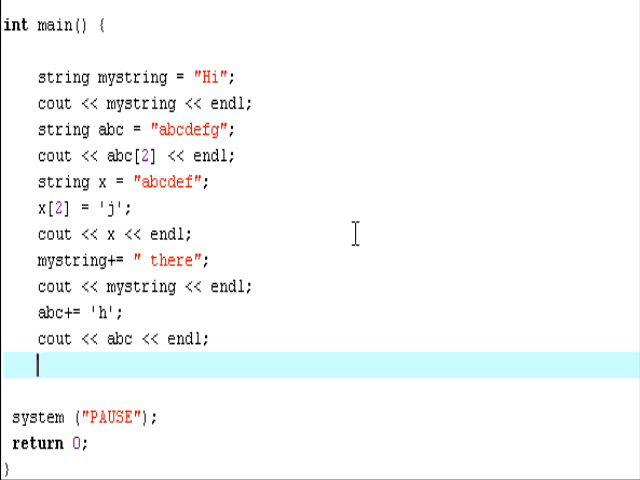 int main() {
string mystring = "Hi";
cout << mystring << endl;
string abc = "abcdefg";
cout << abc[2] << endl;
string x = "abcdef";
x[2] = 'j';
cout << x << endl;
mystring+= " there";
cout << mystring << endl;
abc+= 'h';
cout << abc << endl;
system ("PAUSE");
return 0;
}